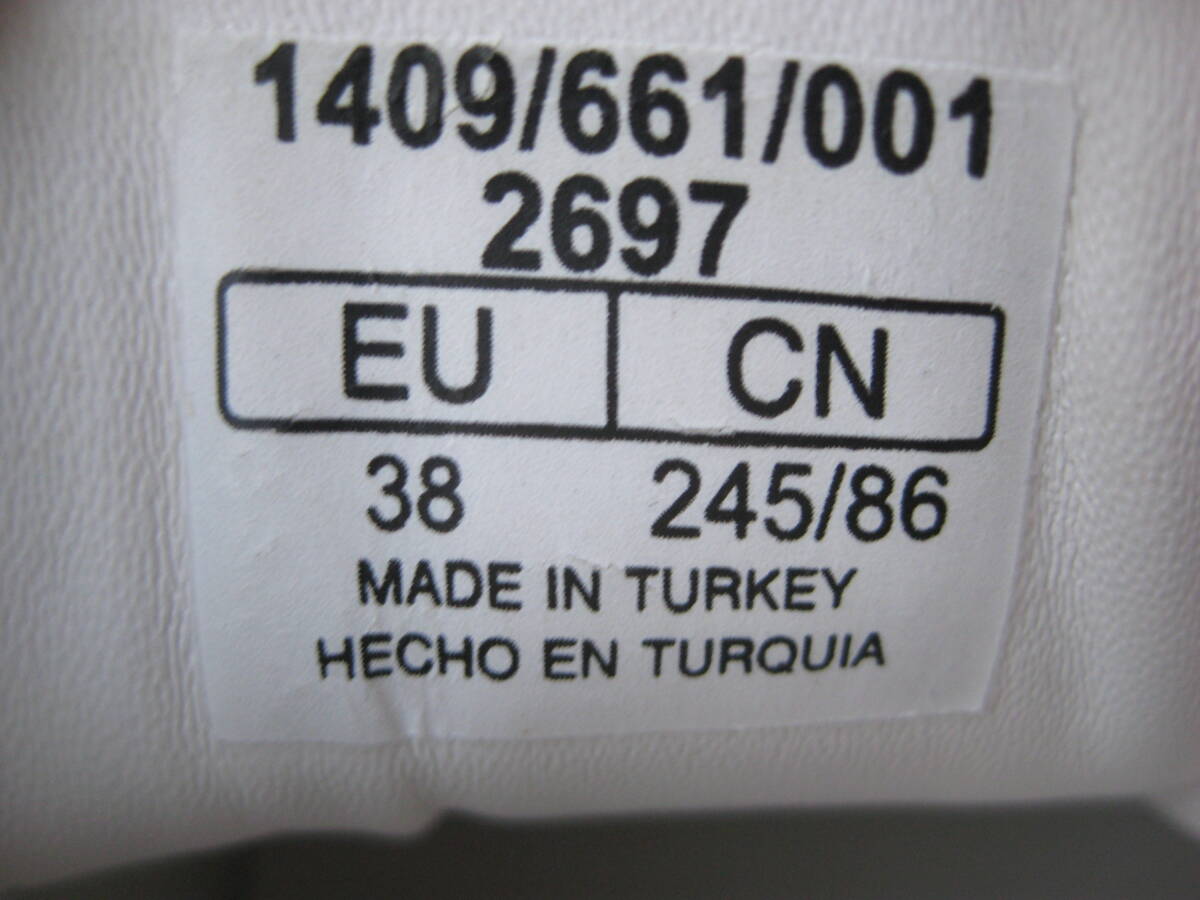 1409/661/001
2697
EU CN
38 245/86
MADE IN TURKEY
HECHO EN TURQUIA